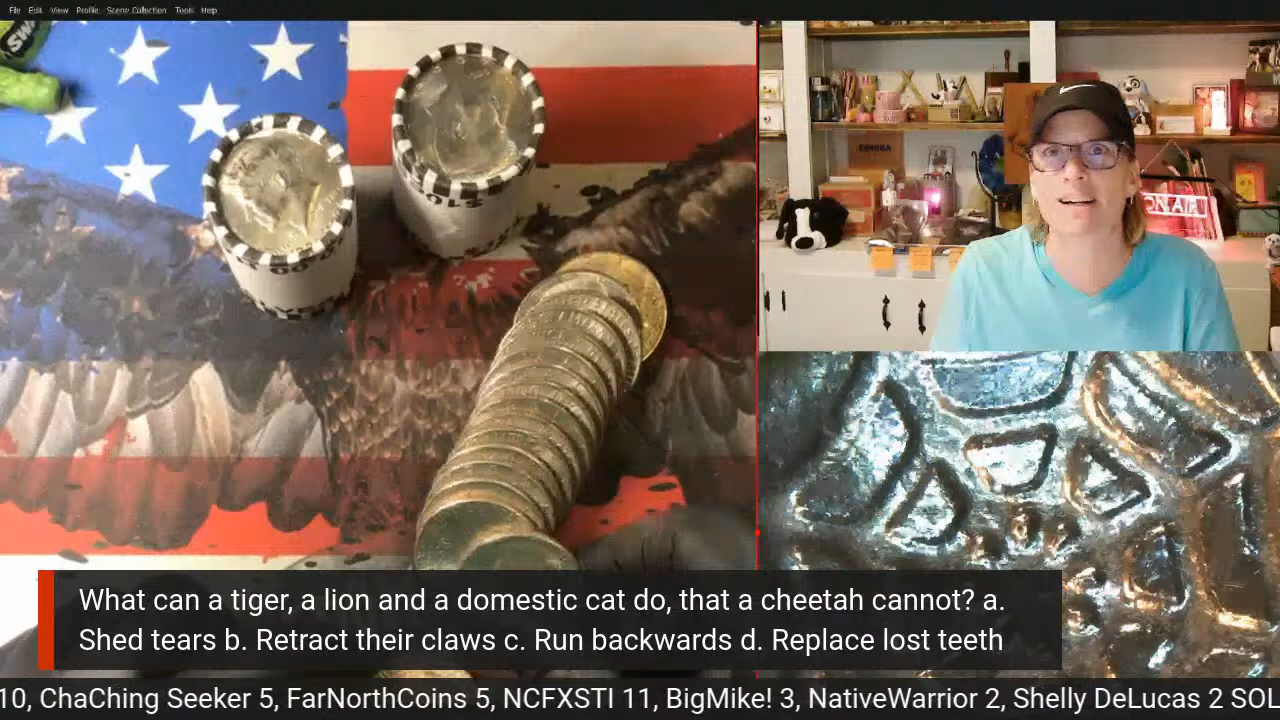 File Edit View Profile Scene Collection Tools Help
COHIBA
ON AIR
What can a tiger, a lion and a domestic cat do, that a cheetah cannot? a.
Shed tears b. Retract their claws c. Run backwards d. Replace lost teeth
10, ChaChing Seeker 5, FarNorthCoins 5, NCFXSTI 11, BigMike! 3, NativeWarrior 2, Shelly DeLucas 2 SOL